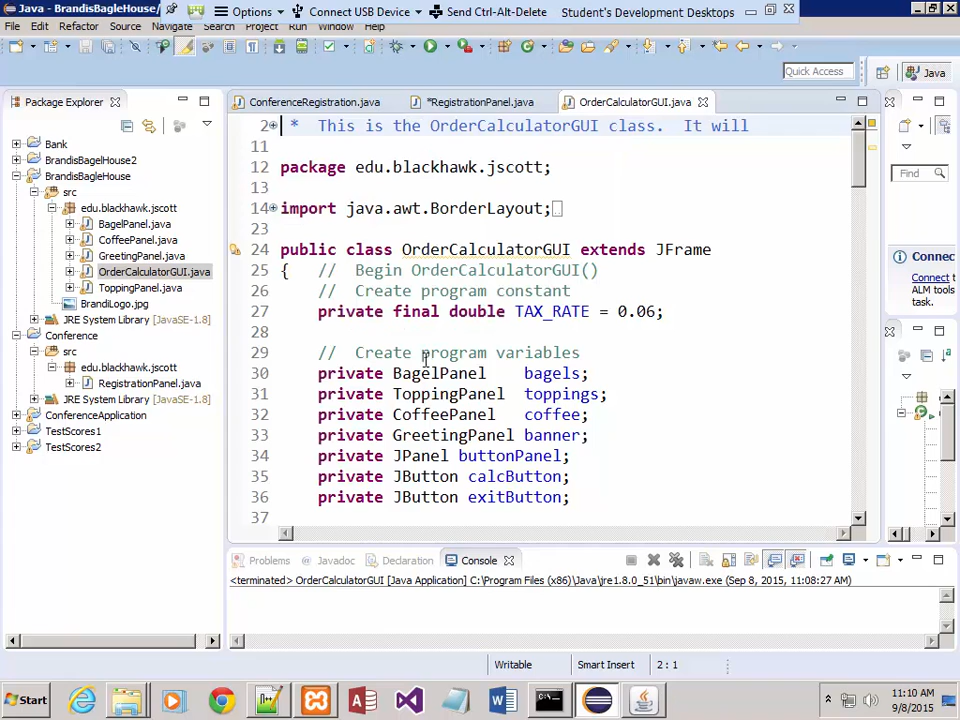 Java - BrandisBagleHouse/
Options
Connect USB Device
Send Ctrl-Alt-Delete
Student's Development Desktops
File Edit Refactor Source Navigate Search Project Run Window Help
Quick Access
Java
Package Explorer
ConferenceRegistration.java
*RegistrationPanel.java
OrderCalculatorGUI.java
Bank
BrandisBagelHouse2
BrandisBagleHouse
src
edu.blackhawk.jscott
BagelPanel.java
CoffeePanel.java
GreetingPanel.java
OrderCalculatorGUI.java
ToppingPanel.java
BrandiLogo.jpg
JRE System Library [JavaSE-1.8]
Conference
src
edu.blackhawk.jscott
RegistrationPanel.java
JRE System Library [JavaSE-1.8]
ConferenceApplication
TestScores1
TestScores2
2 * This is the OrderCalculatorGUI class. It will
11
12 package edu.blackhawk.jscott;
13
14 import java.awt.BorderLayout;
23
24 public class OrderCalculatorGUI extends JFrame
25 { // Begin OrderCalculatorGUI()
26 // Create program constant
27 private final double TAX_RATE = 0.06;
28
29 // Create program variables
30 private BagelPanel bagels;
31 private ToppingPanel toppings;
32 private CoffeePanel coffee;
33 private GreetingPanel banner;
34 private JPanel buttonPanel;
35 private JButton calcButton;
36 private JButton exitButton;
37
Find
Connec
Connect to
ALM tools
task.
Problems
Javadoc
Declaration
Console
<terminated> OrderCalculatorGUI [Java Application] C:\Program Files (x86)\Java\jre1.8.0_51\bin\javaw.exe (Sep 8, 2015, 11:08:27 AM)
Writable
Smart Insert
2 : 1
Start
11:10 AM
9/8/2015